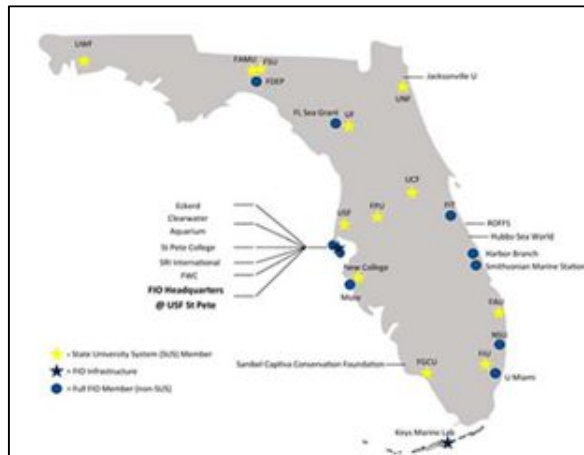 UWF
FAMU
FSU
FDEP
Jacksonville U
UNF
FL Sea Grant
UF
UCF
Eckerd
Clearwater
Aquarium
St Pete College
SRI International
FWC
FIO Headquarters
@ USF St Pete
USF
FPU
FIT
ROFFS
Hubbs Sea World
Harbor Branch
Smithsonian Marine Station
New College
Mote
FAU
NSU
= State University System (SUS) Member
= FIO Infrastructure
= Full FIO Member (non-SUS)
Sanibel Captiva Conservation Foundation
FGCU
FIU
U Miami
Keys Marine Lab